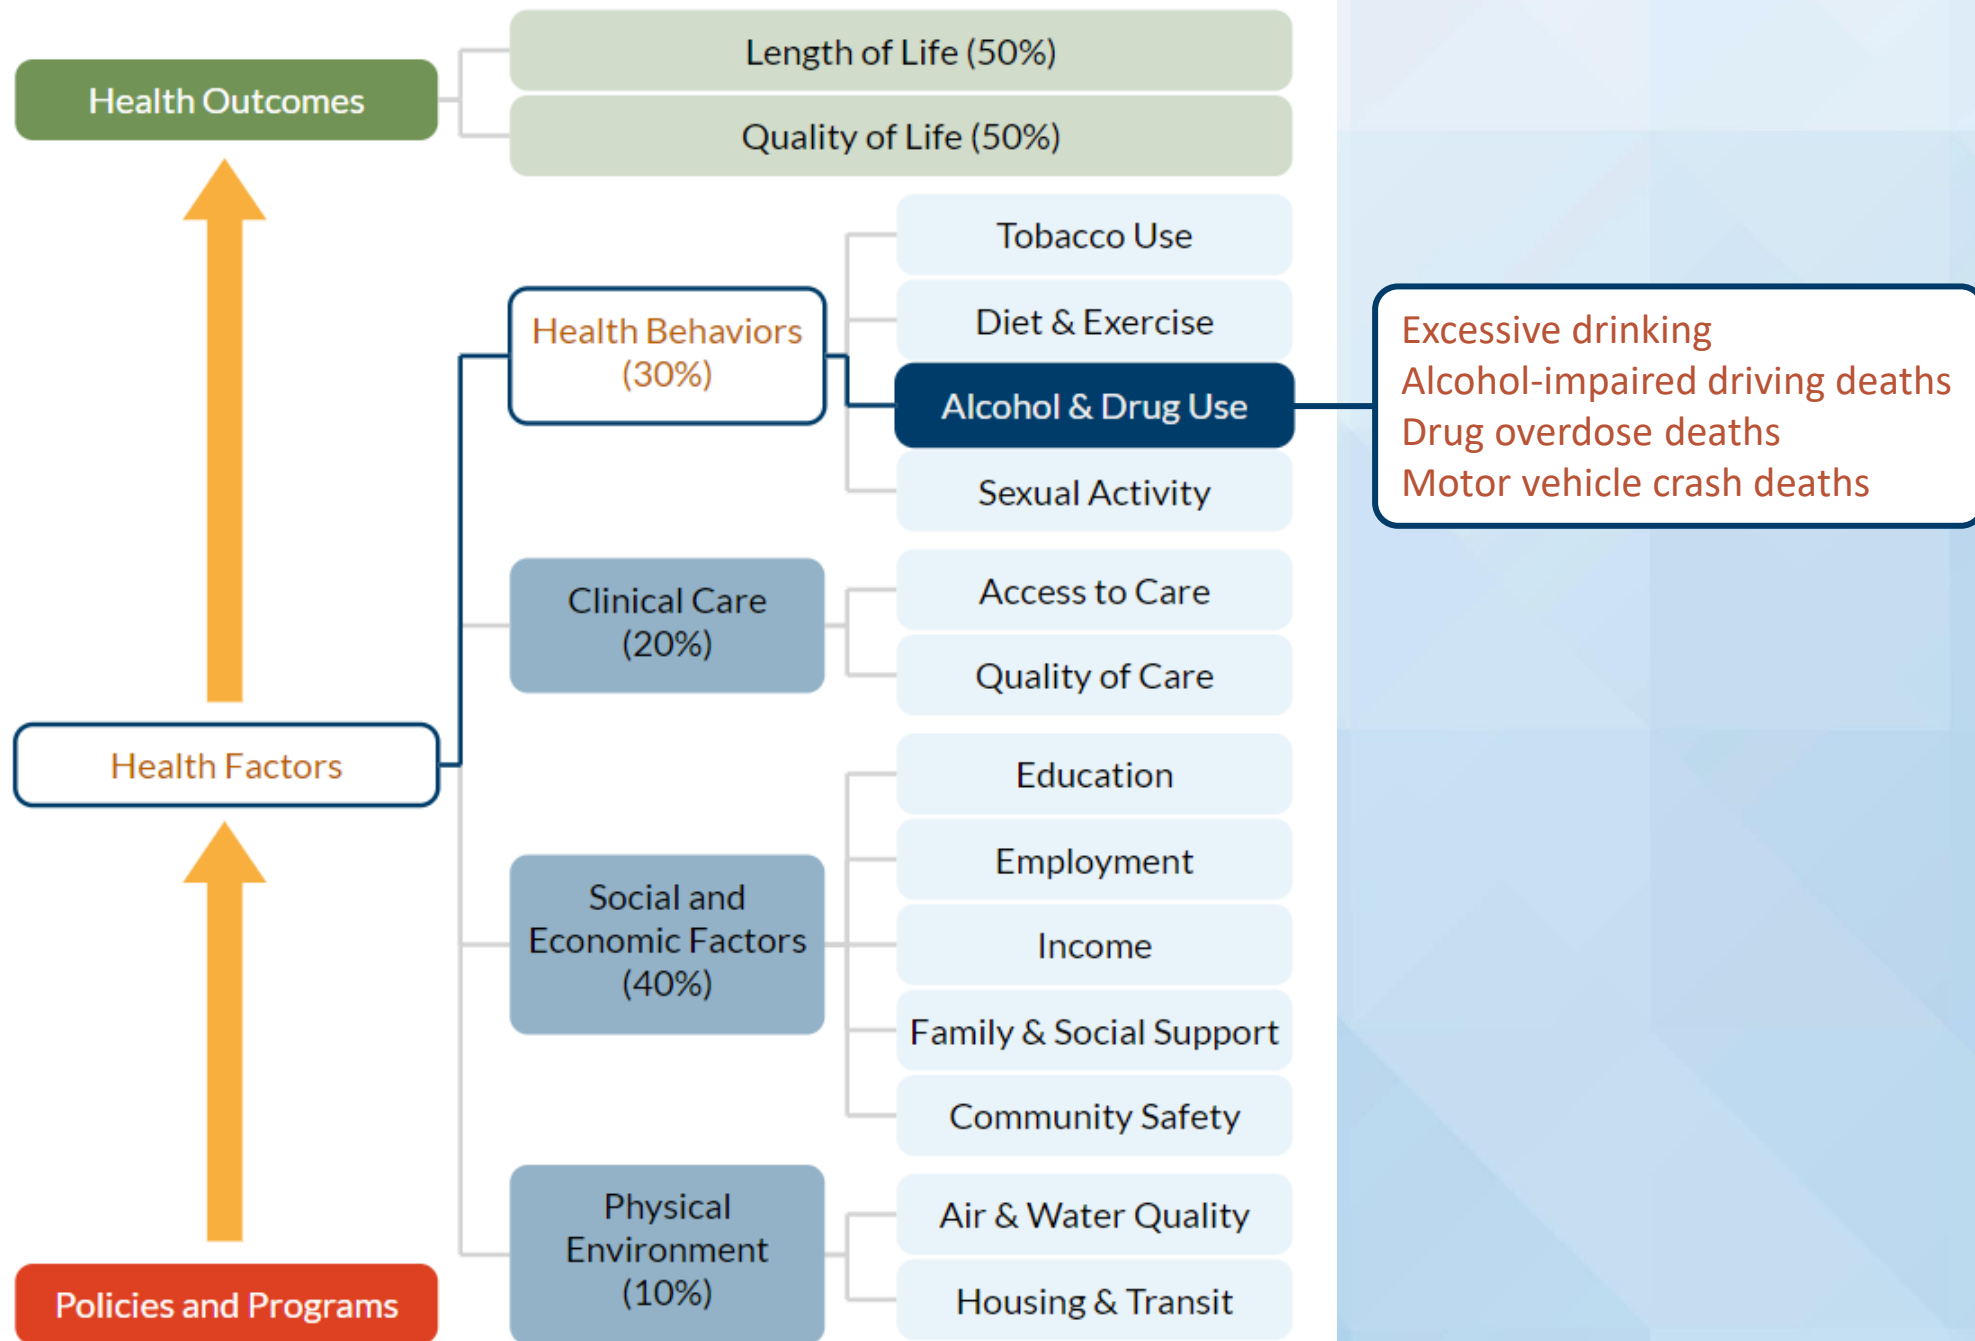 Health Outcomes
Length of Life (50%)
Quality of Life (50%)
Health Factors
Health Behaviors
(30%)
Tobacco Use
Diet & Exercise
Alcohol & Drug Use
Sexual Activity
Excessive drinking
Alcohol-impaired driving deaths
Drug overdose deaths
Motor vehicle crash deaths
Clinical Care
(20%)
Access to Care
Quality of Care
Social and
Economic Factors
(40%)
Education
Employment
Income
Family & Social Support
Community Safety
Physical
Environment
(10%)
Air & Water Quality
Housing & Transit
Policies and Programs